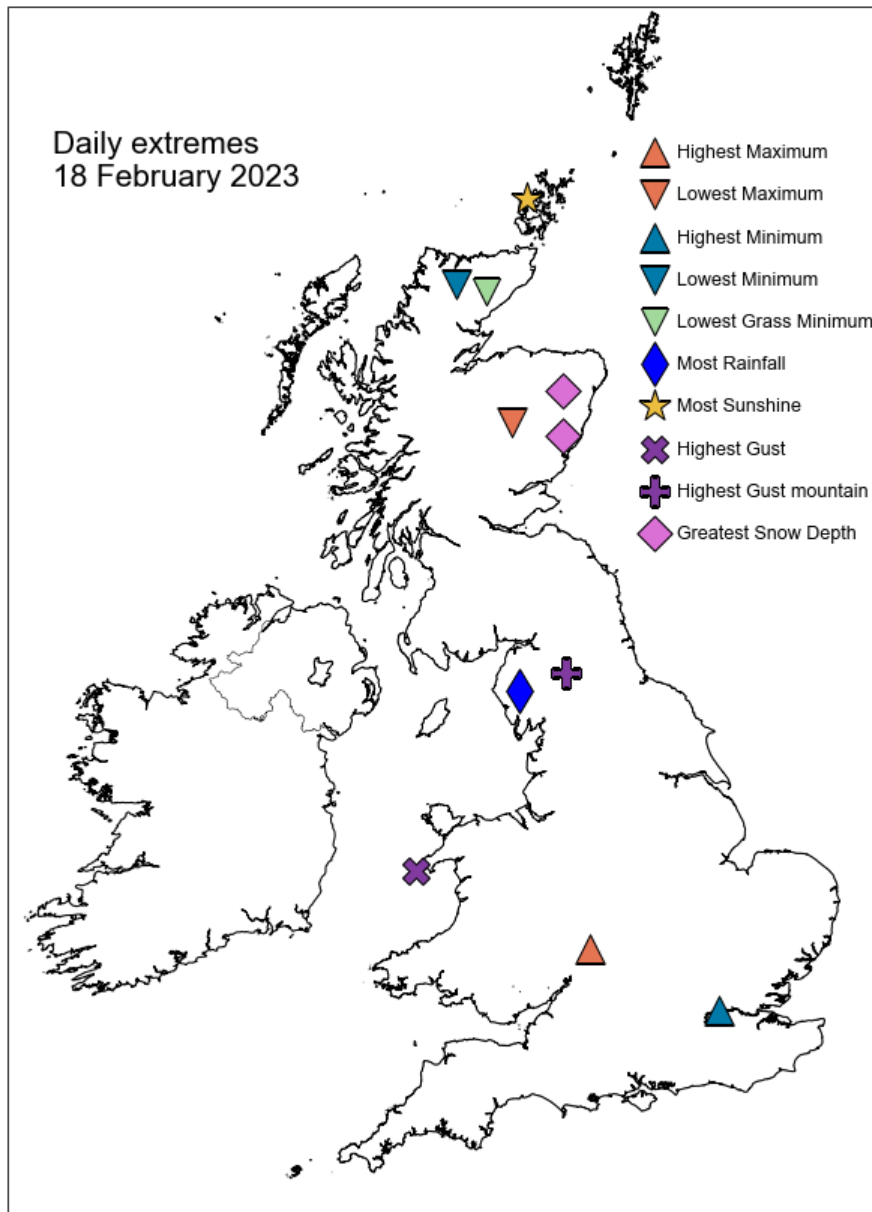 Daily extremes
18 February 2023
Highest Maximum
Lowest Maximum
Highest Minimum
Lowest Minimum
Lowest Grass Minimum
Most Rainfall
Most Sunshine
Highest Gust
Highest Gust mountain
Greatest Snow Depth